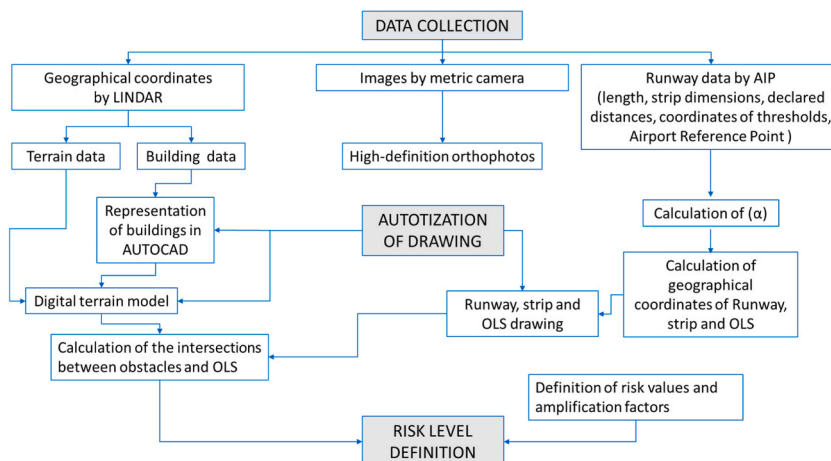 DATA COLLECTION
Geographical coordinates
by LINDAR
Images by metric camera
Runway data by AIP
(length, strip dimensions, declared
distances, coordinates of thresholds,
Airport Reference Point )
Terrain data
Building data
High-definition orthophotos
Representation
of buildings in
AUTOCAD
AUTOTIZATION
OF DRAWING
Calculation of (α)
Calculation of
geographical
coordinates of Runway,
strip and OLS
Digital terrain model
Runway, strip and
OLS drawing
Calculation of the intersections
between obstacles and OLS
Definition of risk values and
amplification factors
RISK LEVEL
DEFINITION